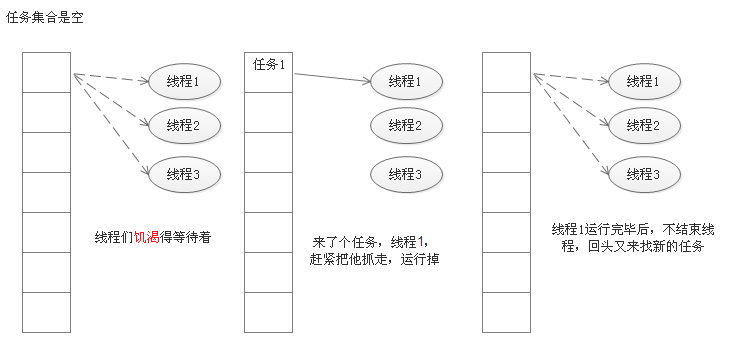 任务集合是空
线程1
线程2
线程3
线程们饥渴得等待着
任务1
线程1
线程2
线程3
来了个任务，线程1，
赶紧把他抓走，运行掉
线程1
线程2
线程3
线程1运行完毕后，不结束线
程，回头又来找新的任务